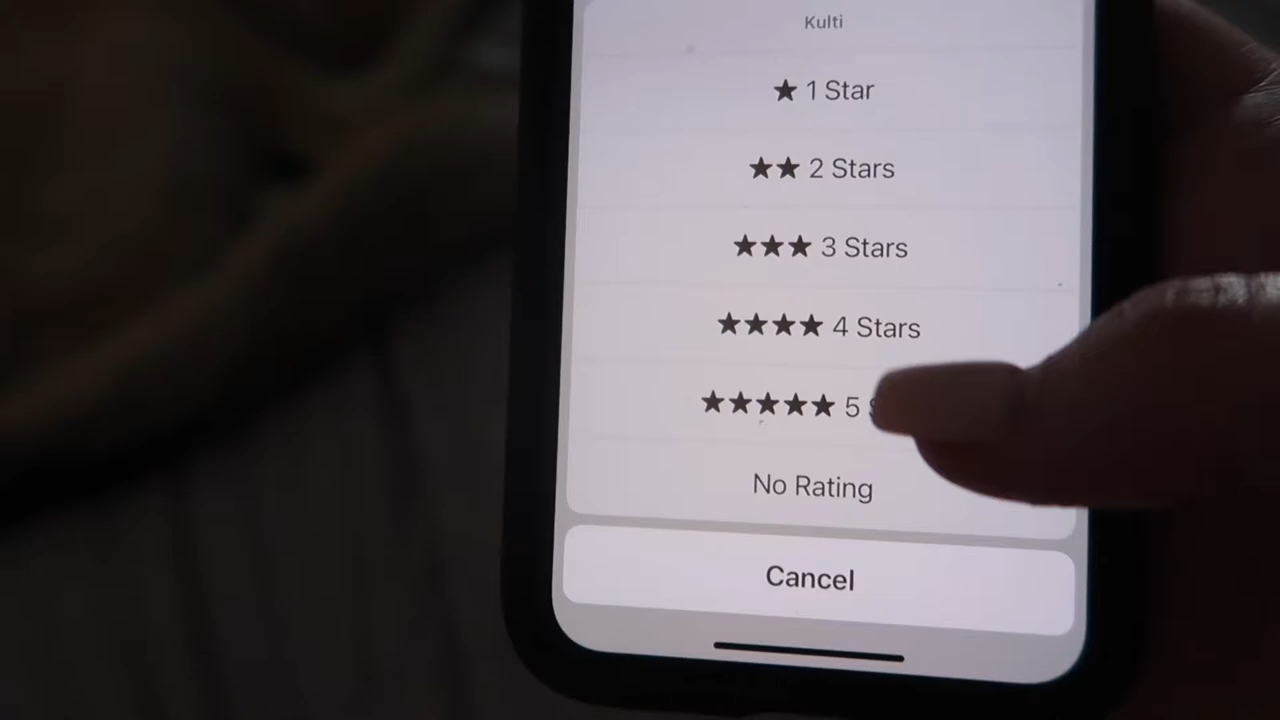 Kulti
★ 1 Star
★★ 2 Stars
★★★ 3 Stars
★★★★ 4 Stars
★★★★★ 5
No Rating
Cancel